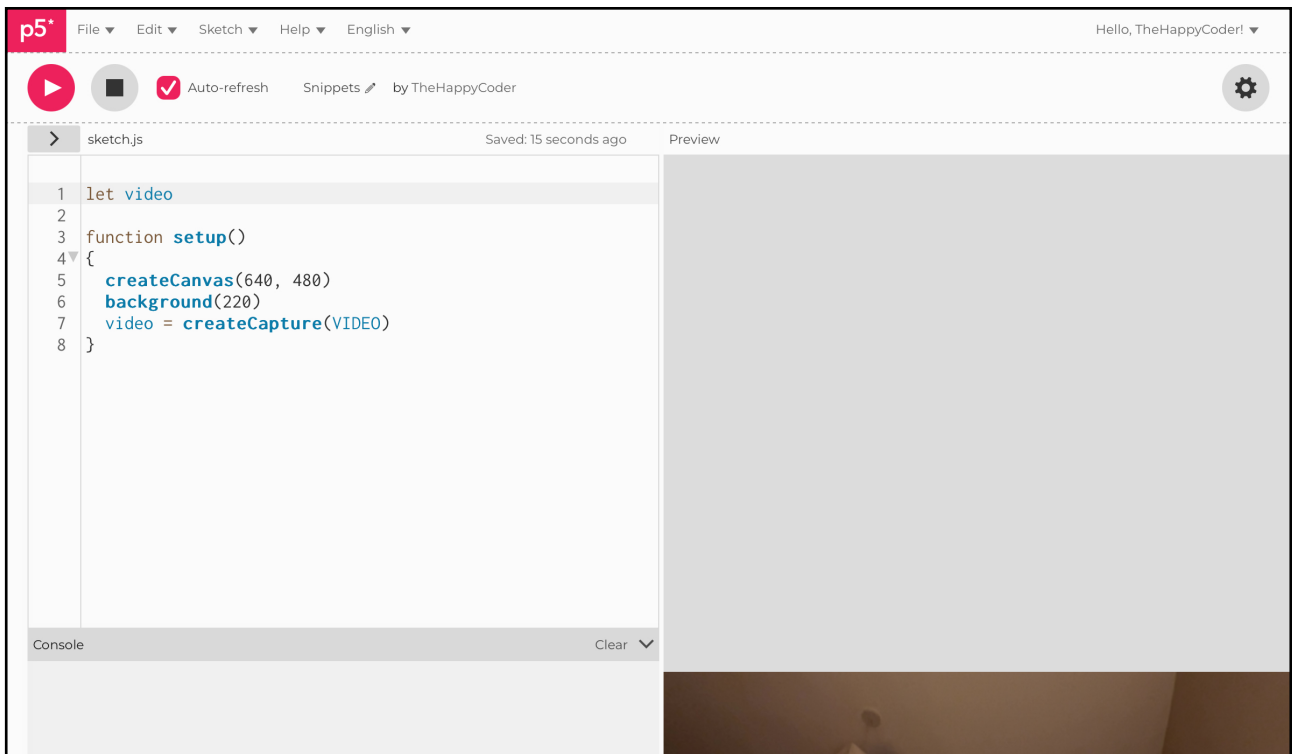 p5* File Edit Sketch Help English Hello, TheHappyCoder!
Auto-refresh Snippets by TheHappyCoder
sketch.js Saved: 15 seconds ago Preview
1 let video
2
3 function setup()
4 {
5 createCanvas(640, 480)
6 background(220)
7 video = createCapture(VIDEO)
8 }
Console Clear